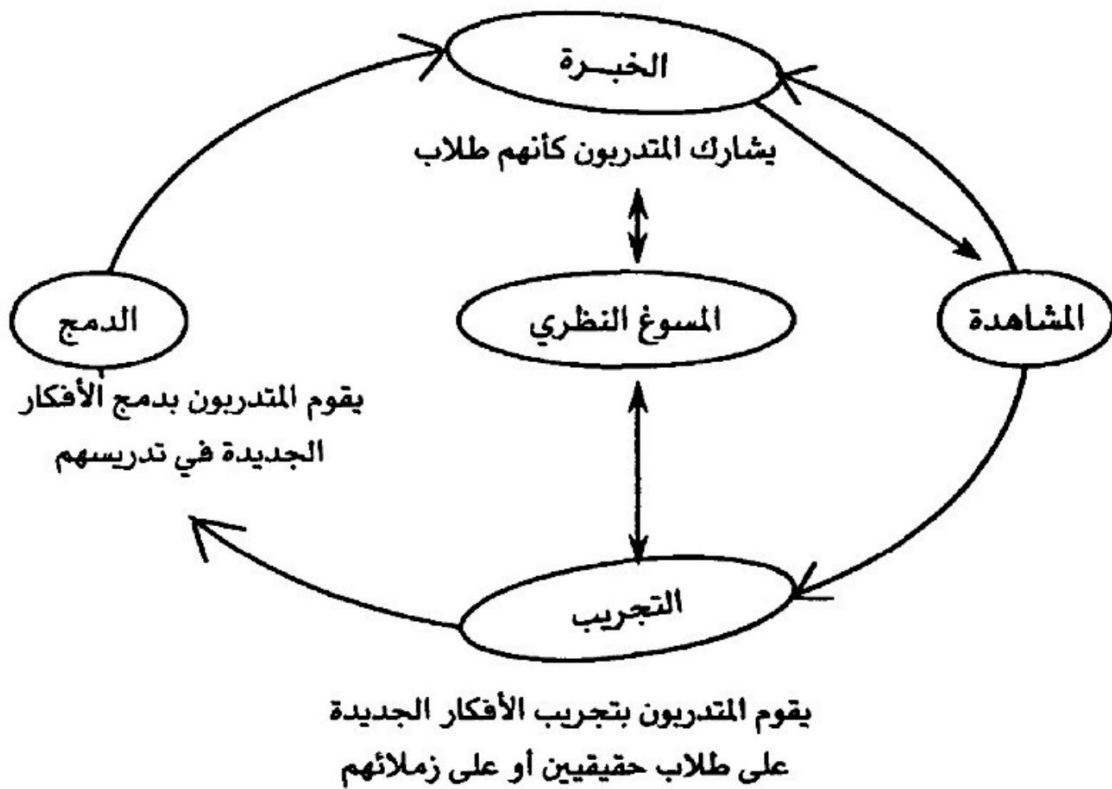 الخبــرة
يشارك المتدربون كأنهم طلاب
المشاهدة
المسوغ النظري
الدمج
يقوم المتدربون بدمج الأفكار
الجديدة في تدريسهم
التجريب
يقوم المتدربون بتجريب الأفكار الجديدة
على طلاب حقيقيين أو على زملائهم